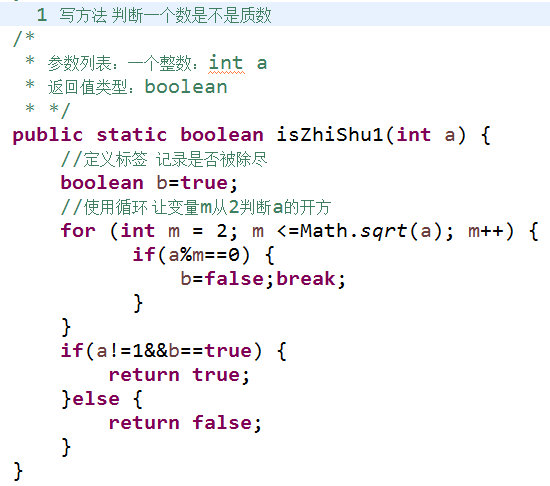 1 写方法 判断一个数是不是质数
/*
 * 参数列表：一个整数：int a
 * 返回值类型：boolean
 * */
public static boolean isZhiShu1(int a) {
    //定义标签 记录是否被除尽
    boolean b=true;
    //使用循环 让变量m从2判断a的开方
    for (int m = 2; m <=Math.sqrt(a); m++) {
          if(a%m==0) {
              b=false;break;
          }
    }
    if(a!=1&&b==true) {
        return true;
    }else {
        return false;
    }
}